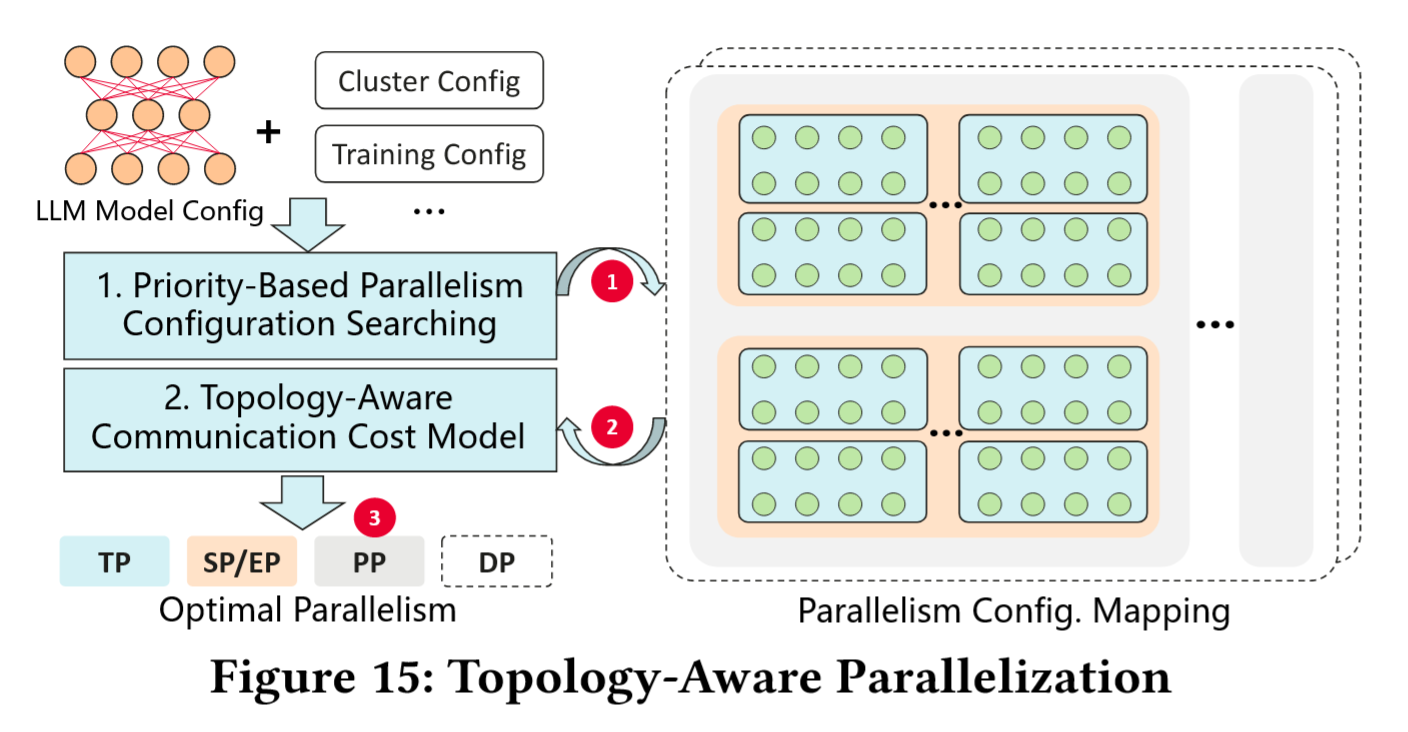 Cluster Config
+
Training Config
LLM Model Config
...
1. Priority-Based Parallelism
Configuration Searching
1
2. Topology-Aware
Communication Cost Model
2
3
TP
SP/EP
PP
DP
Optimal Parallelism
...
...
...
Parallelism Config. Mapping
Figure 15: Topology-Aware Parallelization